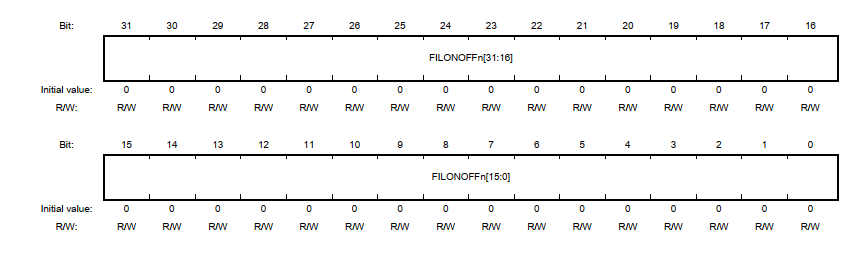 Bit: 31 30 29 28 27 26 25 24 23 22 21 20 19 18 17 16
FILONOFFn[31:16]
Initial value: 0 0 0 0 0 0 0 0 0 0 0 0 0 0 0 0
R/W: R/W R/W R/W R/W R/W R/W R/W R/W R/W R/W R/W R/W R/W R/W R/W R/W
Bit: 15 14 13 12 11 10 9 8 7 6 5 4 3 2 1 0
FILONOFFn[15:0]
Initial value: 0 0 0 0 0 0 0 0 0 0 0 0 0 0 0 0
R/W: R/W R/W R/W R/W R/W R/W R/W R/W R/W R/W R/W R/W R/W R/W R/W R/W